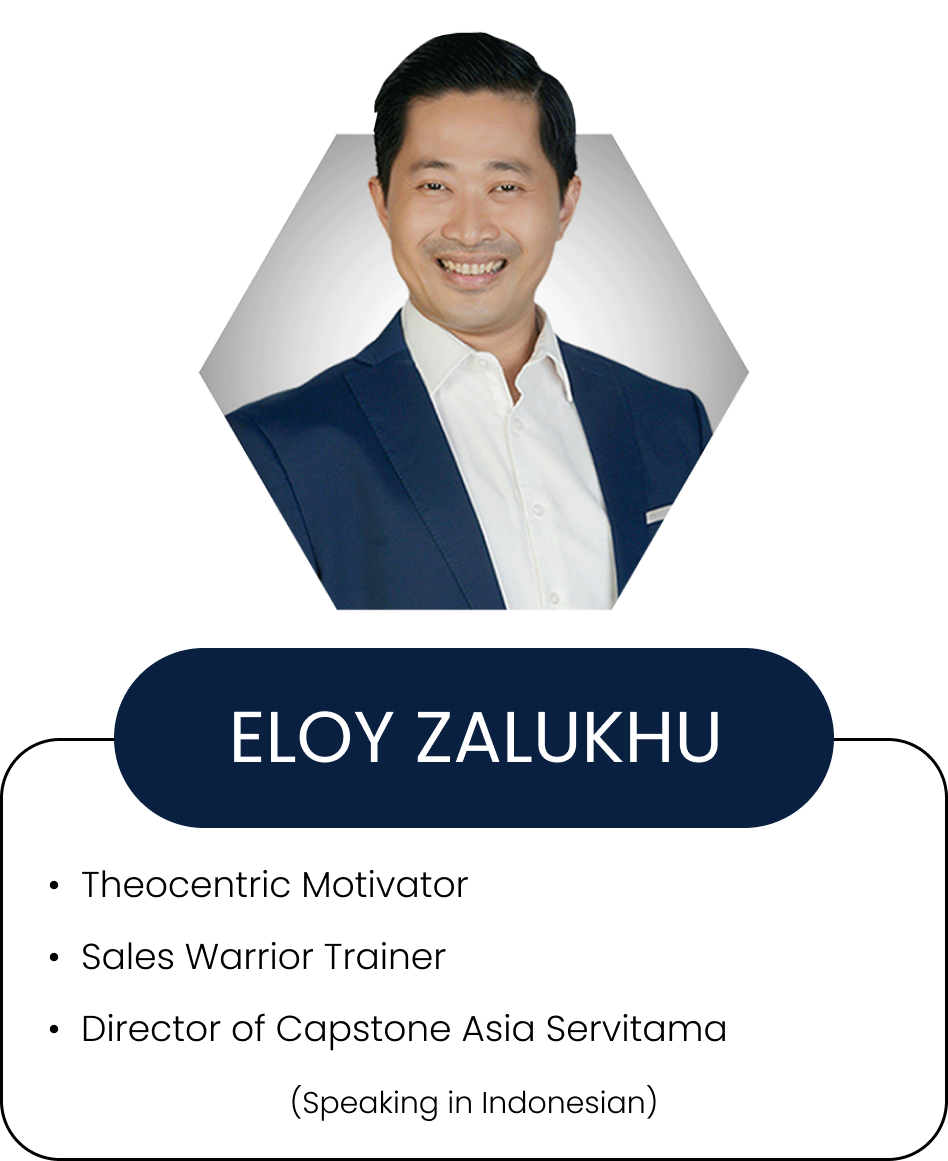 ELOY ZALUKHU
• Theocentric Motivator
• Sales Warrior Trainer
• Director of Capstone Asia Servitama
(Speaking in Indonesian)